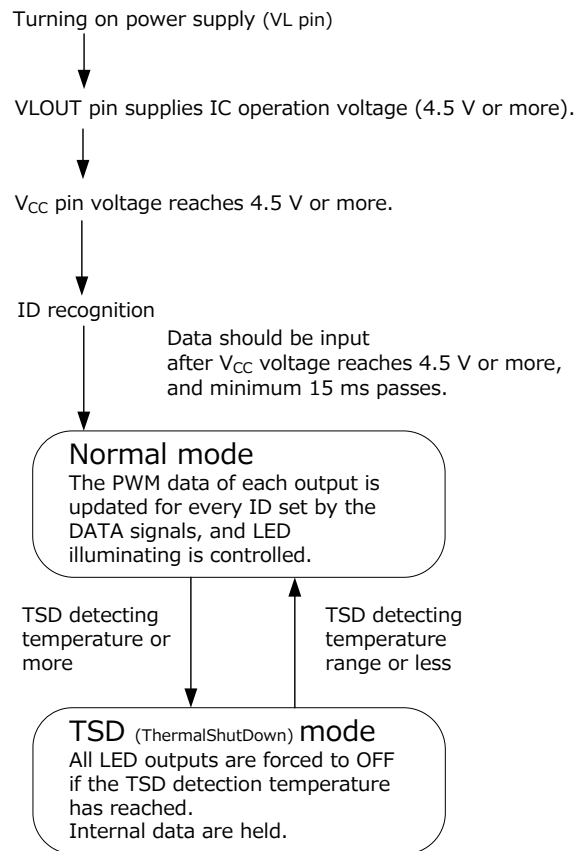 Turning on power supply (VL pin)
VLOUT pin supplies IC operation voltage (4.5 V or more).
VCC pin voltage reaches 4.5 V or more.
ID recognition
Data should be input
after VCC voltage reaches 4.5 V or more,
and minimum 15 ms passes.
Normal mode
The PWM data of each output is
updated for every ID set by the
DATA signals, and LED
illuminating is controlled.
TSD detecting
temperature or
more
TSD detecting
temperature
range or less
TSD (ThermalShutDown) mode
All LED outputs are forced to OFF
if the TSD detection temperature
has reached.
Internal data are held.